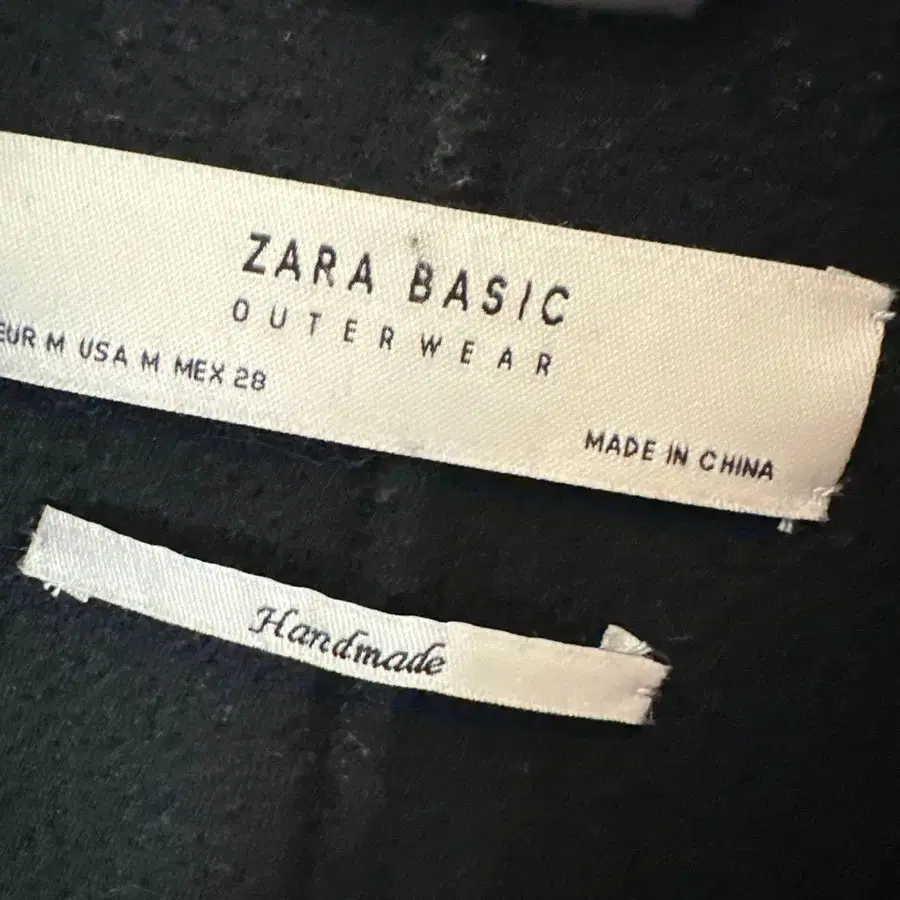 ZARA BASIC
OUTERWEAR
EUR M USA M MEX 28
MADE IN CHINA
Handmade